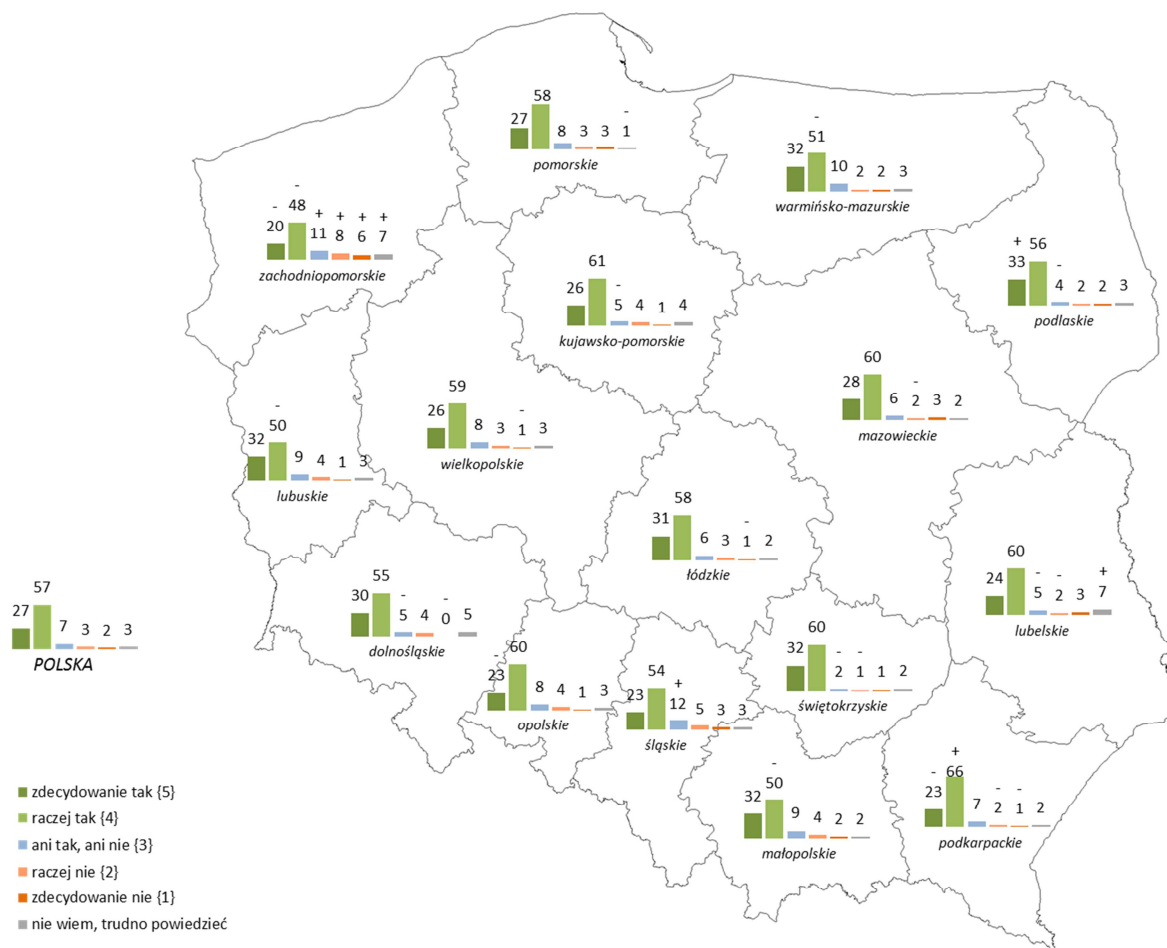 58
27 8 3 3 -
1
pomorskie
-
51
32 10 2 2 3
warmińsko-mazurskie
-
- 48 + + + +
20 11 8 6 7
zachodniopomorskie
61
26 -
5 4 1 4
kujawsko-pomorskie
+ 56
33 -
4 2 2 3
podlaskie
60
28 6 -
2 3 2
mazowieckie
59
26 8 3 -
1 3
wielkopolskie
-
50
32 9 4 1 3
lubuskie
58
31 6 3 -
1 2
łódzkie
60
24 - - +
5 2 3 7
lubelskie
55
30 - -
5 4 0 5
dolnośląskie
57
27 7 3 2 3
POLSKA
60
-
23 8 4 1 3
opolskie
54
23 +
12 5 3 3
śląskie
60
32 - -
2 1 1 2
świętokrzyskie
-
50
32 9 4 2 2
małopolskie
+
- 66 - -
23 7 2 1 2
podkarpackie
zdecydowanie tak {5}
raczej tak {4}
ani tak, ani nie {3}
raczej nie {2}
zdecydowanie nie {1}
nie wiem, trudno powiedzieć